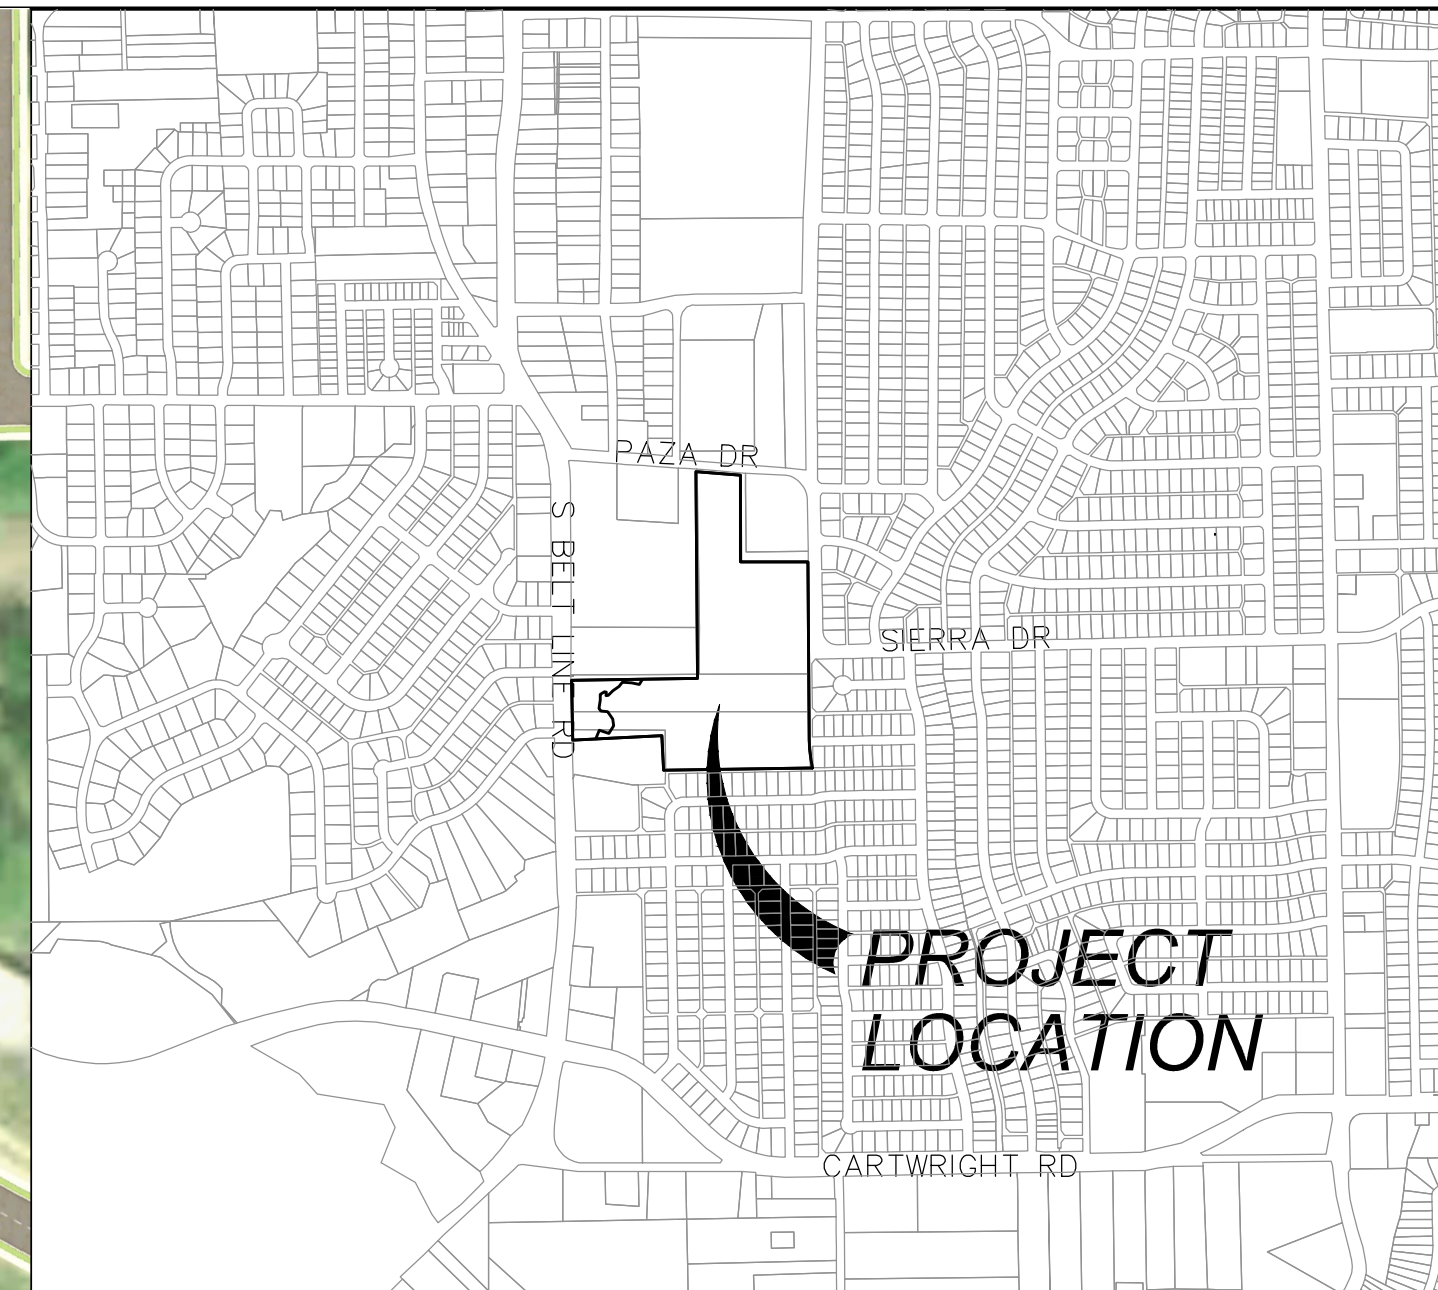 PAZA DR
S BELT LINE RD
SIERRA DR
PROJECT
LOCATION
CARTWRIGHT RD